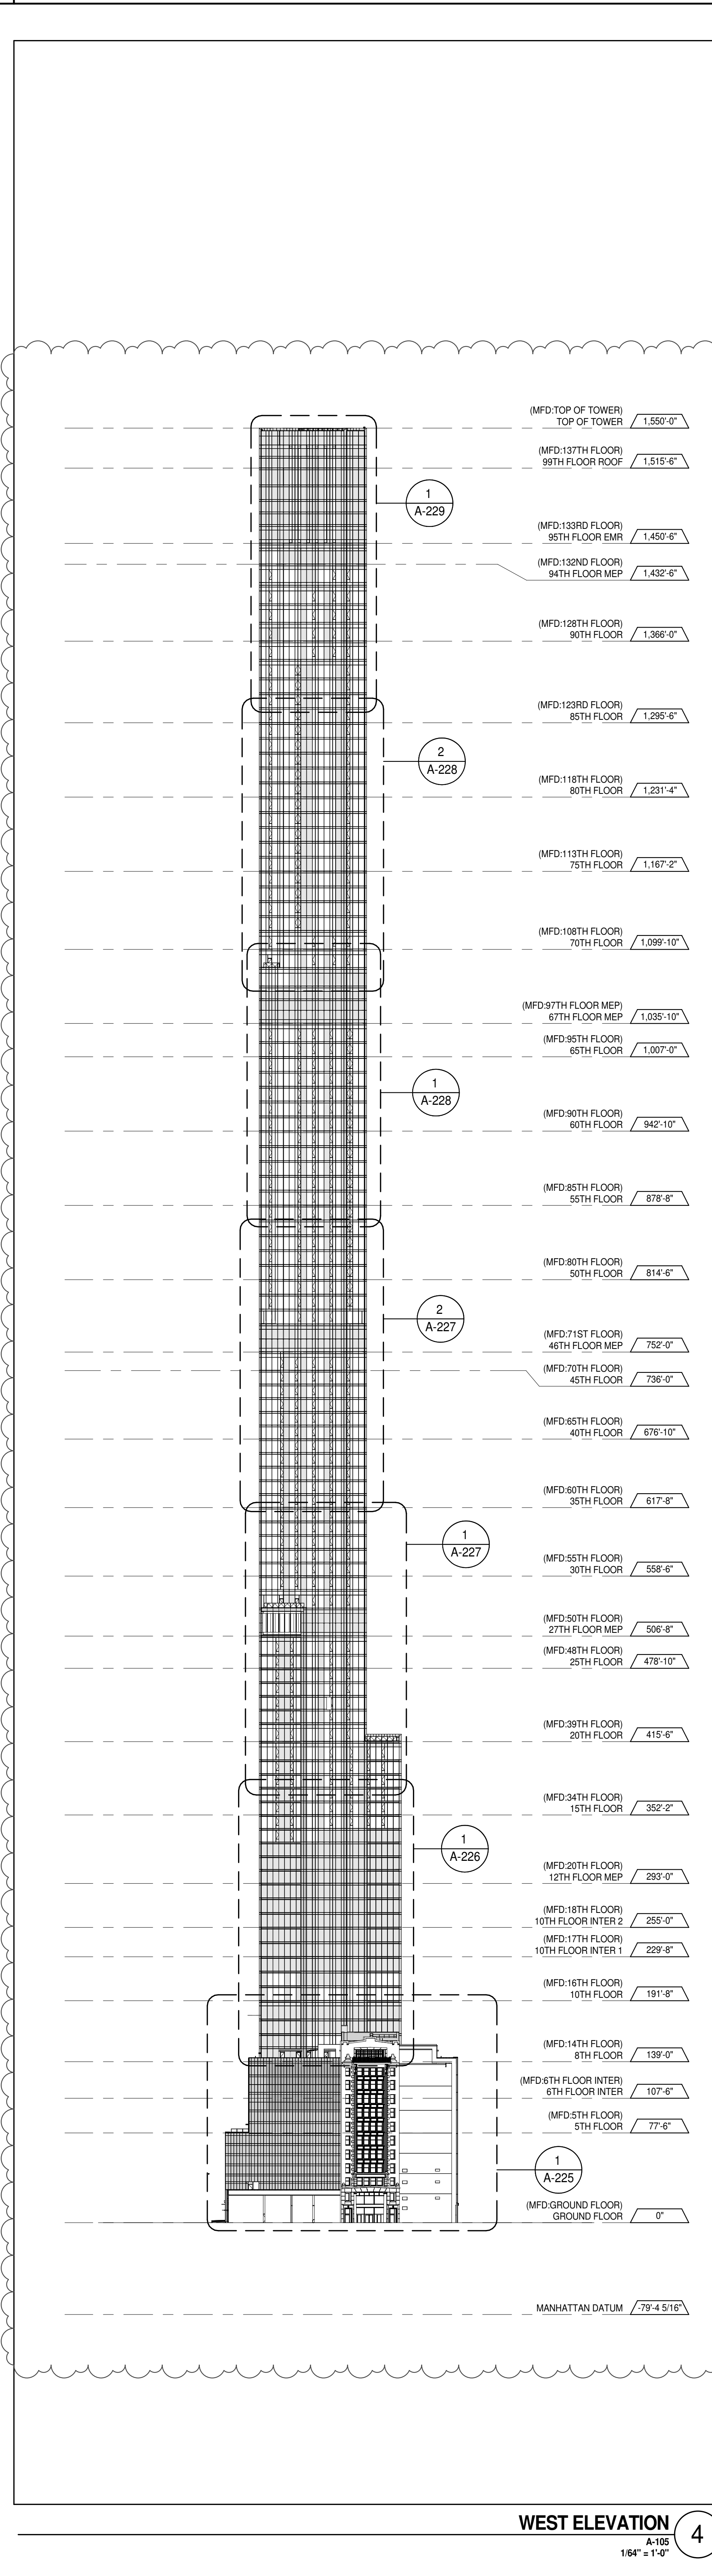 (MFD:TOP OF TOWER)
TOP OF TOWER 1,550'-0"
(MFD:137TH FLOOR)
99TH FLOOR ROOF 1,515'-6"
1
A-229
(MFD:133RD FLOOR)
95TH FLOOR EMR 1,450'-6"
(MFD:132ND FLOOR)
94TH FLOOR MEP 1,432'-6"
(MFD:128TH FLOOR)
90TH FLOOR 1,366'-0"
(MFD:123RD FLOOR)
85TH FLOOR 1,295'-6"
2
A-228
(MFD:118TH FLOOR)
80TH FLOOR 1,231'-4"
(MFD:113TH FLOOR)
75TH FLOOR 1,167'-2"
(MFD:108TH FLOOR)
70TH FLOOR 1,099'-10"
(MFD:97TH FLOOR MEP)
67TH FLOOR MEP 1,035'-10"
(MFD:95TH FLOOR)
65TH FLOOR 1,007'-0"
1
A-228
(MFD:90TH FLOOR)
60TH FLOOR 942'-10"
(MFD:85TH FLOOR)
55TH FLOOR 878'-8"
(MFD:80TH FLOOR)
50TH FLOOR 814'-6"
2
A-227
(MFD:71ST FLOOR)
46TH FLOOR MEP 752'-0"
(MFD:70TH FLOOR)
45TH FLOOR 736'-0"
(MFD:65TH FLOOR)
40TH FLOOR 676'-10"
(MFD:60TH FLOOR)
35TH FLOOR 617'-8"
1
A-227
(MFD:55TH FLOOR)
30TH FLOOR 558'-6"
(MFD:50TH FLOOR)
27TH FLOOR MEP 506'-8"
(MFD:48TH FLOOR)
25TH FLOOR 478'-10"
(MFD:39TH FLOOR)
20TH FLOOR 415'-6"
(MFD:34TH FLOOR)
15TH FLOOR 352'-2"
1
A-226
(MFD:20TH FLOOR)
12TH FLOOR MEP 293'-0"
(MFD:18TH FLOOR)
10TH FLOOR INTER 2 255'-0"
(MFD:17TH FLOOR)
10TH FLOOR INTER 1 229'-8"
(MFD:16TH FLOOR)
10TH FLOOR 191'-8"
(MFD:14TH FLOOR)
8TH FLOOR 139'-0"
(MFD:6TH FLOOR INTER)
6TH FLOOR INTER 107'-6"
(MFD:5TH FLOOR)
5TH FLOOR 77'-6"
1
A-225
(MFD:GROUND FLOOR)
GROUND FLOOR 0"
MANHATTAN DATUM -79'-4 5/16"
WEST ELEVATION 4
A-105
1/64" = 1'-0"